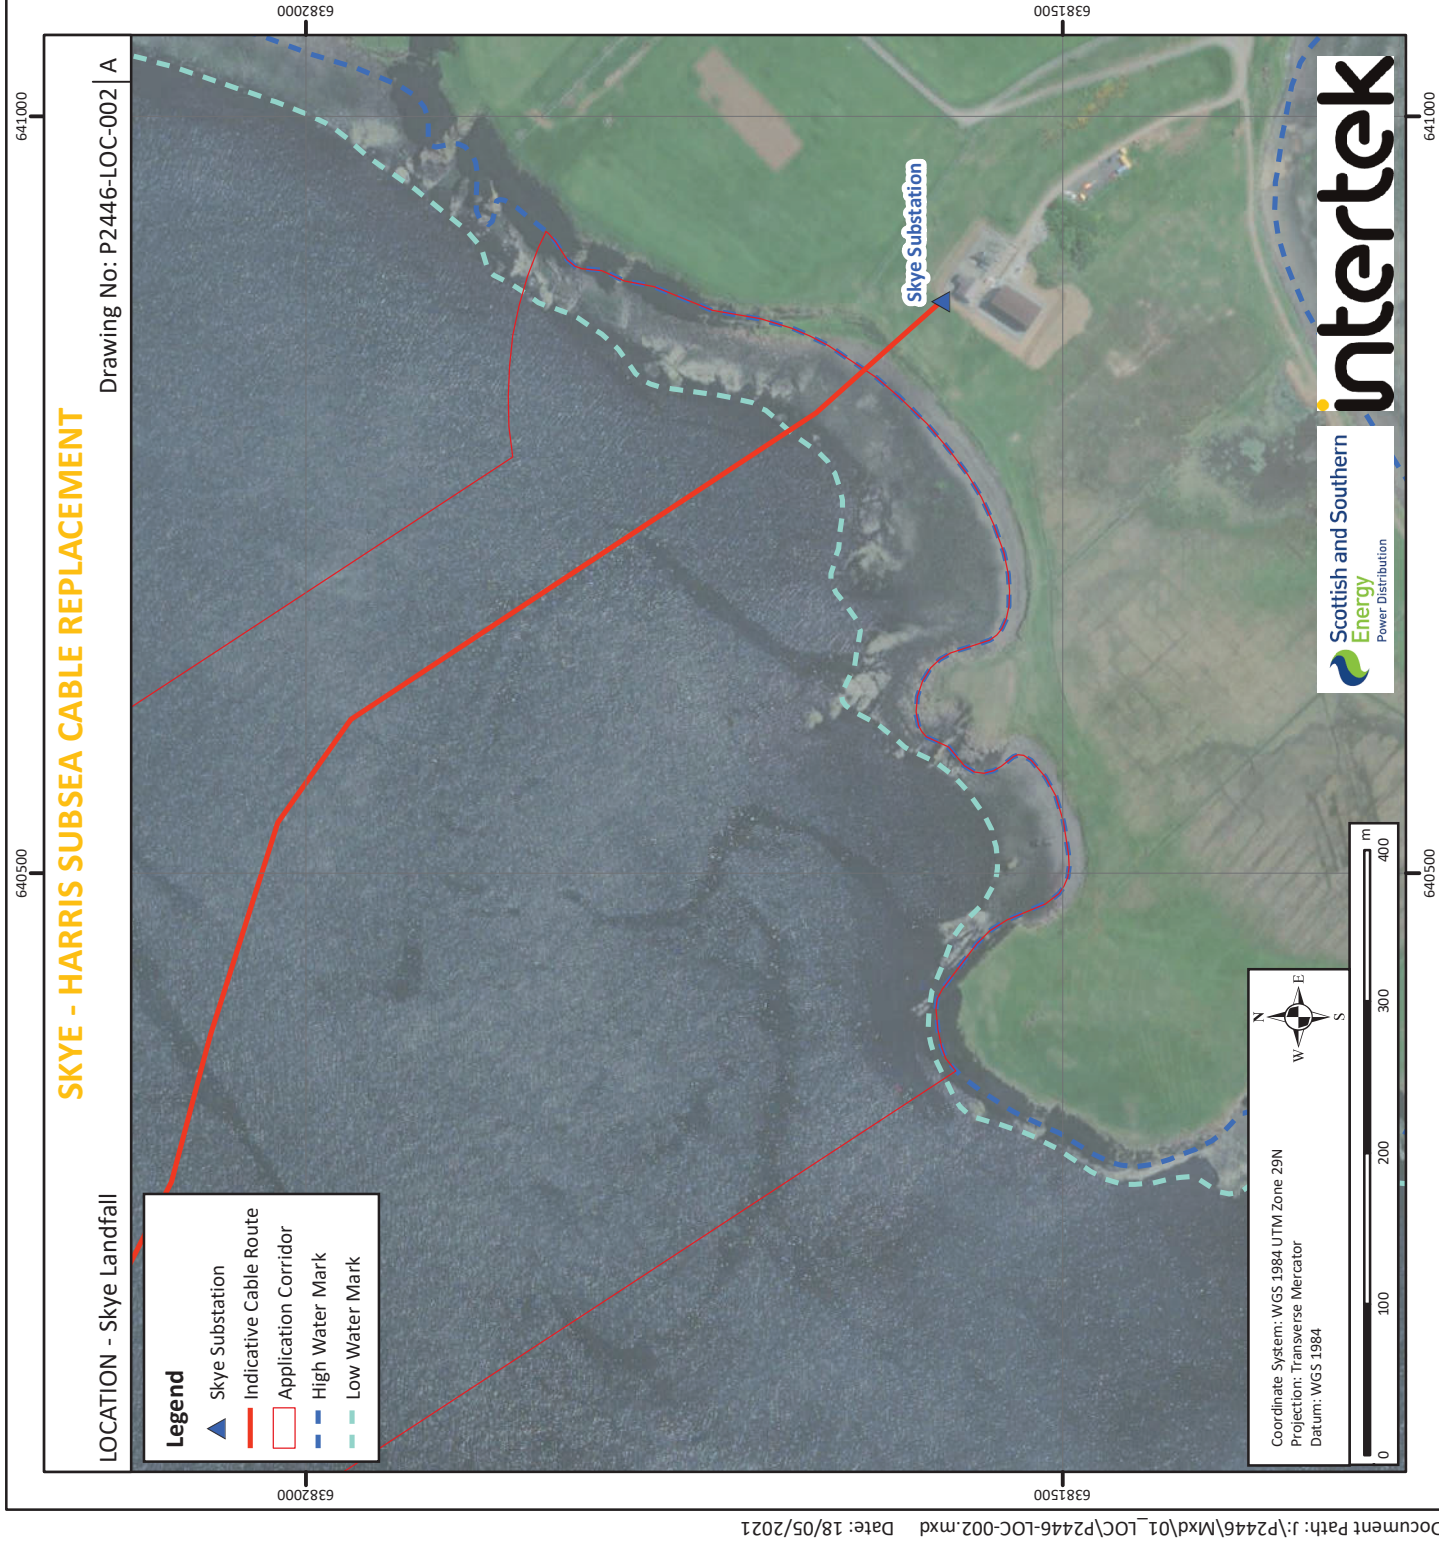 SKYE - HARRIS SUBSEA CABLE REPLACEMENT
LOCATION - Skye Landfall
Drawing No: P2446-LOC-002
A
640500
641000
6382000
6381500
6382000
6381500
640500
641000
Legend
Skye Substation
Indicative Cable Route
Application Corridor
High Water Mark
Low Water Mark
Skye Substation
N
W
E
S
Coordinate System: WGS 1984 UTM Zone 29N
Projection: Transverse Mercator
Datum: WGS 1984
0
100
200
300
400
m
Scottish and Southern
Energy
Power Distribution
intertek
Document Path: J:\P2446\Mxd\01_LOC\P2446-LOC-002.mxd
Date: 18/05/2021